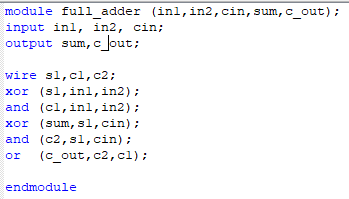 module full_adder (in1,in2,cin,sum,c_out);
input in1, in2, cin;
output sum,c_out;
wire s1,c1,c2;
xor (s1,in1,in2);
and (c1,in1,in2);
xor (sum,s1,cin);
and (c2,s1,cin);
or  (c_out,c2,c1);
endmodule